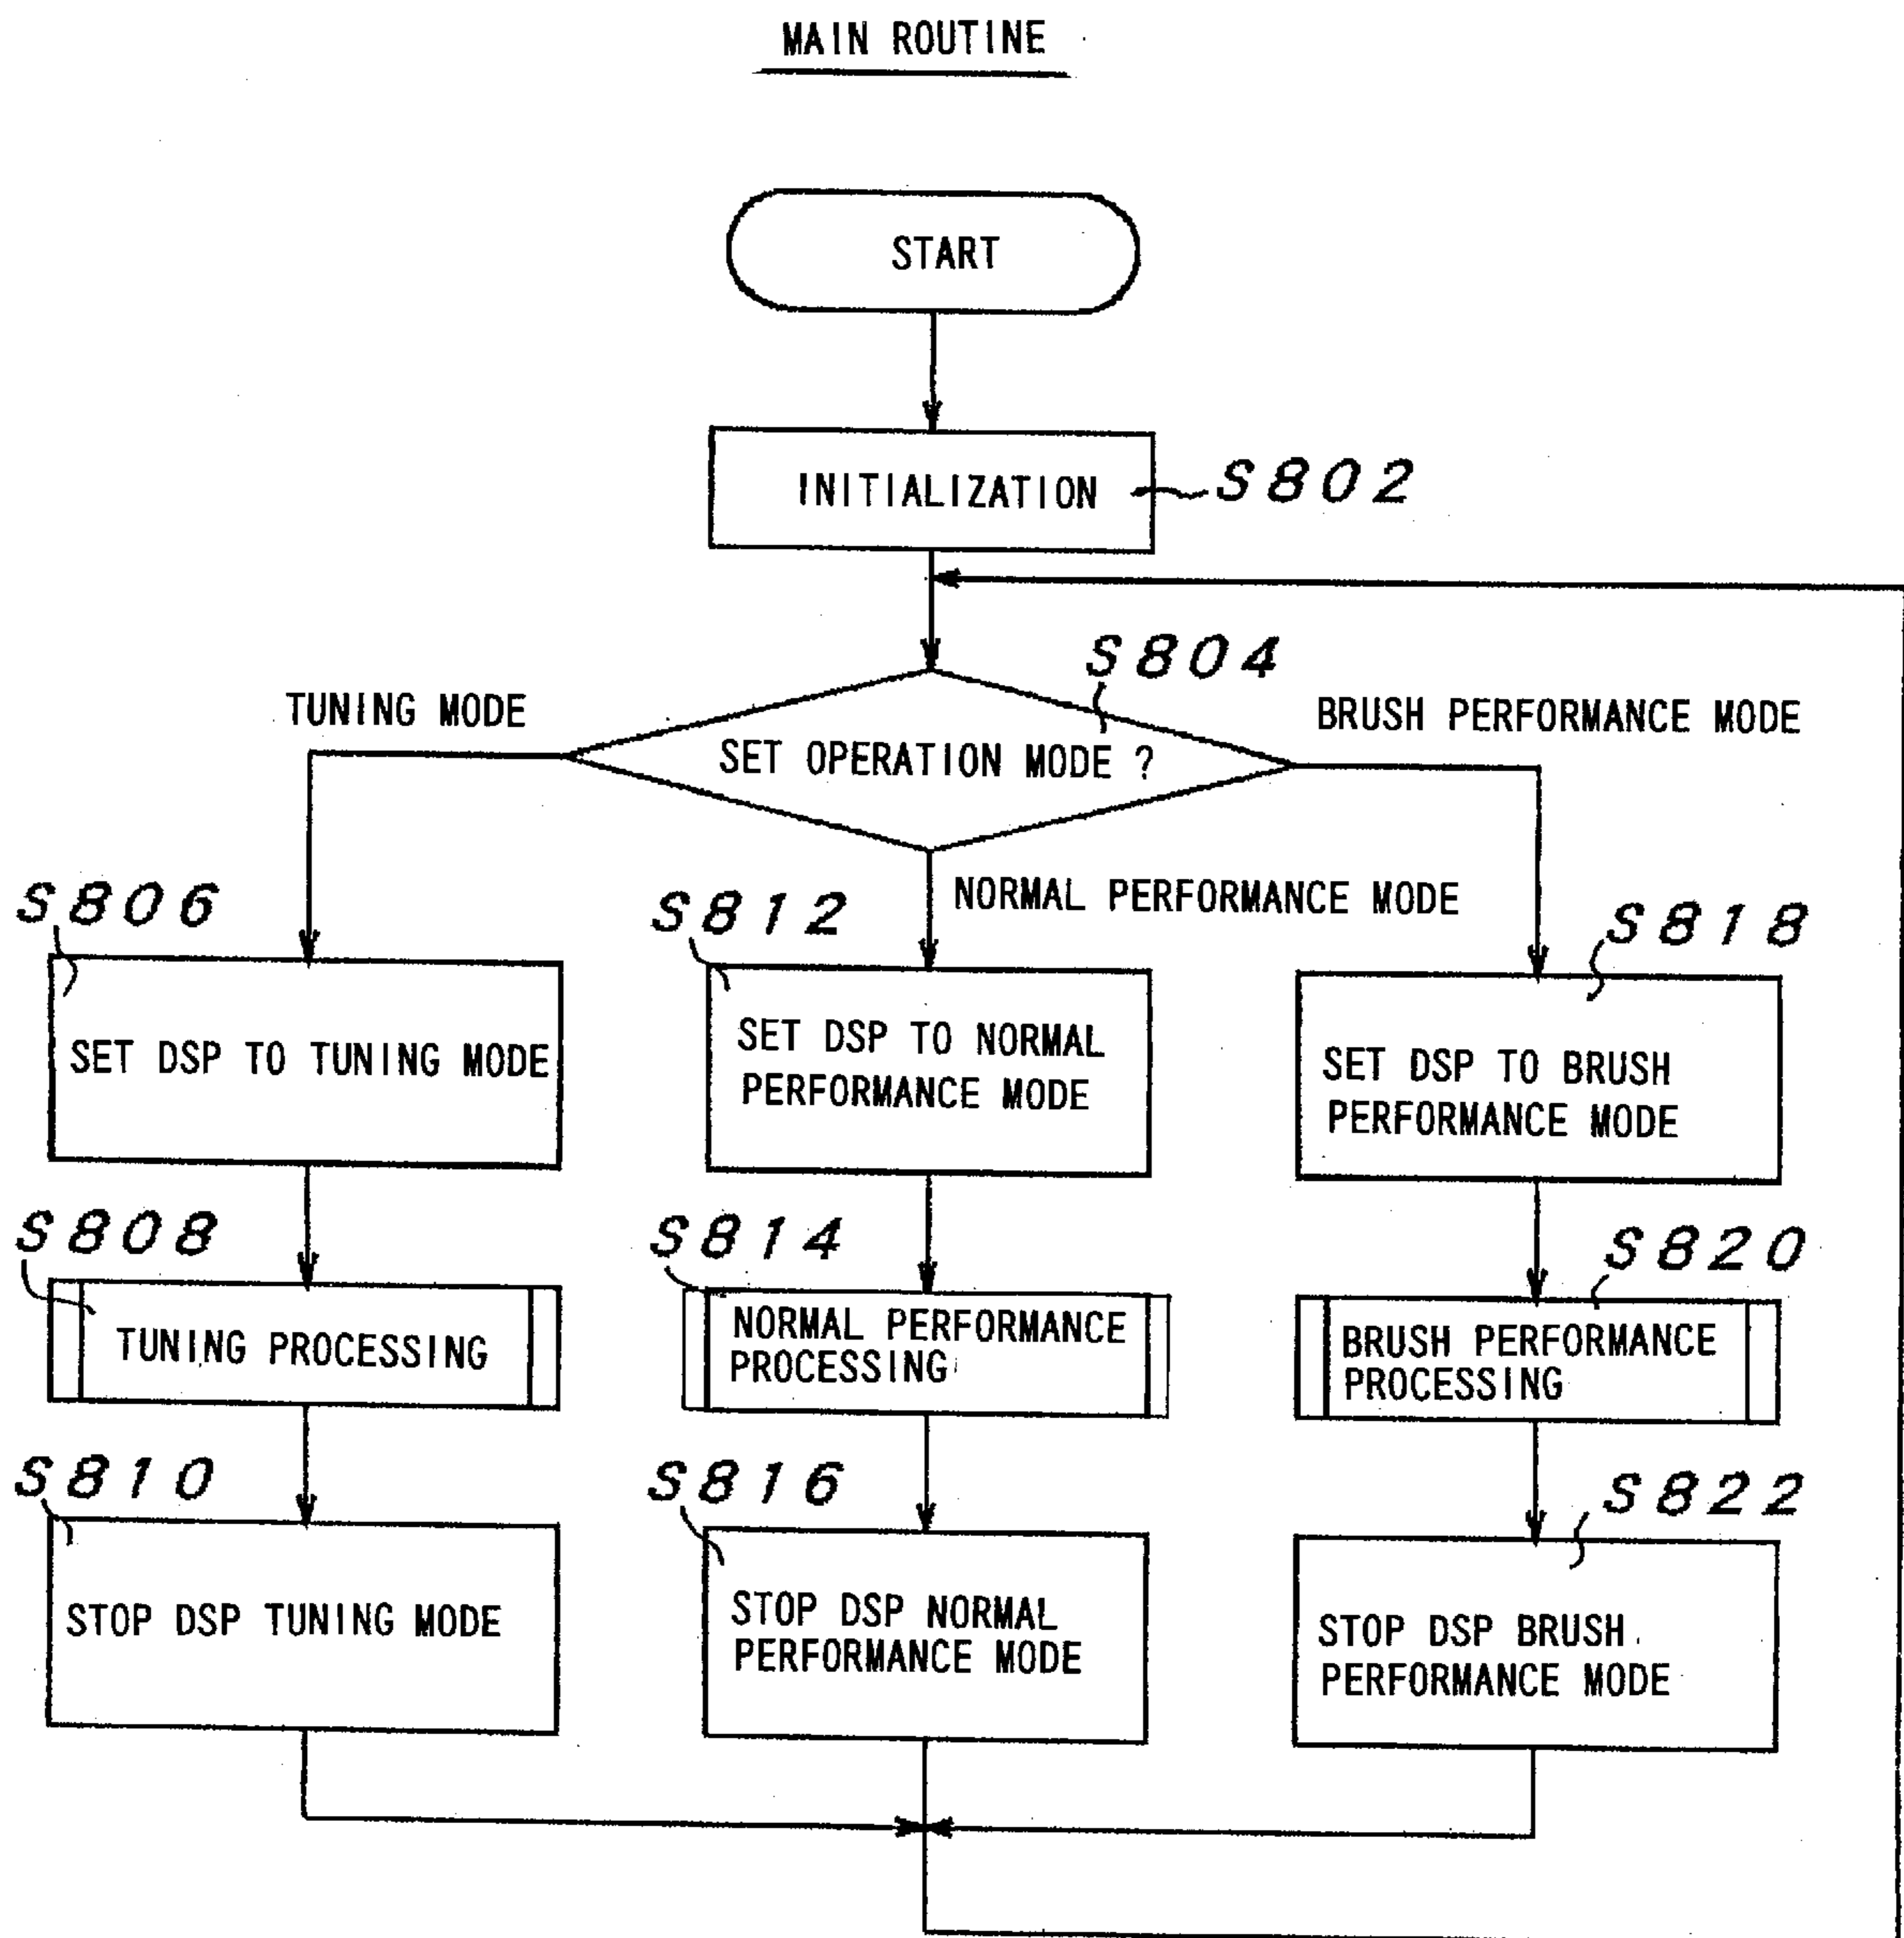 MAIN ROUTINE
START
INITIALIZATION
S802
S804
TUNING MODE
BRUSH PERFORMANCE MODE
SET OPERATION MODE ?
NORMAL PERFORMANCE MODE
S806
S812
S818
SET DSP TO TUNING MODE
SET DSP TO NORMAL
PERFORMANCE MODE
SET DSP TO BRUSH
PERFORMANCE MODE
S808
S814
S820
TUNING PROCESSING
NORMAL PERFORMANCE
PROCESSING
BRUSH PERFORMANCE
PROCESSING
S810
S816
S822
STOP DSP TUNING MODE
STOP DSP NORMAL
PERFORMANCE MODE
STOP DSP BRUSH
PERFORMANCE MODE